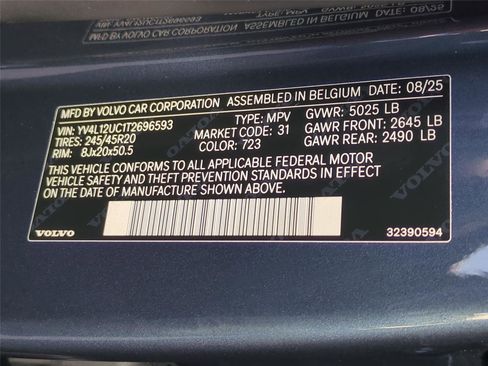 MFD BY VOLVO CAR CORPORATION ASSEMBLED IN BELGIUM DATE: 08/25
VIN: YV4L12UC1T2696593 TYPE: MPV GVWR: 5025 LB
TIRES: 245/45R20 MARKET CODE: 31 GAWR FRONT: 2645 LB
RIM: 8Jx20x50.5 COLOR: 723 GAWR REAR: 2490 LB
THIS VEHICLE CONFORMS TO ALL APPLICABLE FEDERAL MOTOR
VEHICLE SAFETY AND THEFT PREVENTION STANDARDS IN EFFECT
ON THE DATE OF MANUFACTURE SHOWN ABOVE.
VOLVO 32390594